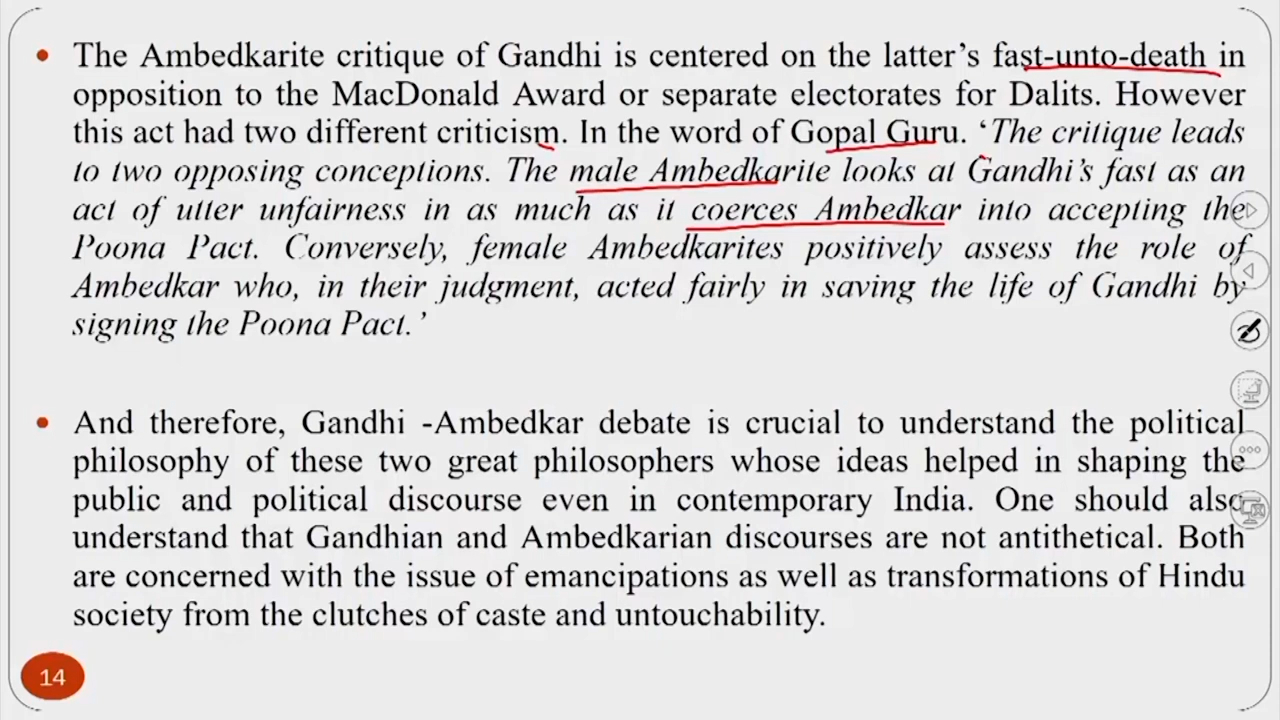 • The Ambedkarite critique of Gandhi is centered on the latter’s fast-unto-death in
opposition to the MacDonald Award or separate electorates for Dalits. However
this act had two different criticism. In the word of Gopal Guru. ‘The critique leads
to two opposing conceptions. The male Ambedkarite looks at Gandhi’s fast as an
act of utter unfairness in as much as it coerces Ambedkar into accepting the
Poona Pact. Conversely, female Ambedkarites positively assess the role of
Ambedkar who, in their judgment, acted fairly in saving the life of Gandhi by
signing the Poona Pact.’
• And therefore, Gandhi -Ambedkar debate is crucial to understand the political
philosophy of these two great philosophers whose ideas helped in shaping the
public and political discourse even in contemporary India. One should also
understand that Gandhian and Ambedkarian discourses are not antithetical. Both
are concerned with the issue of emancipations as well as transformations of Hindu
society from the clutches of caste and untouchability.
14